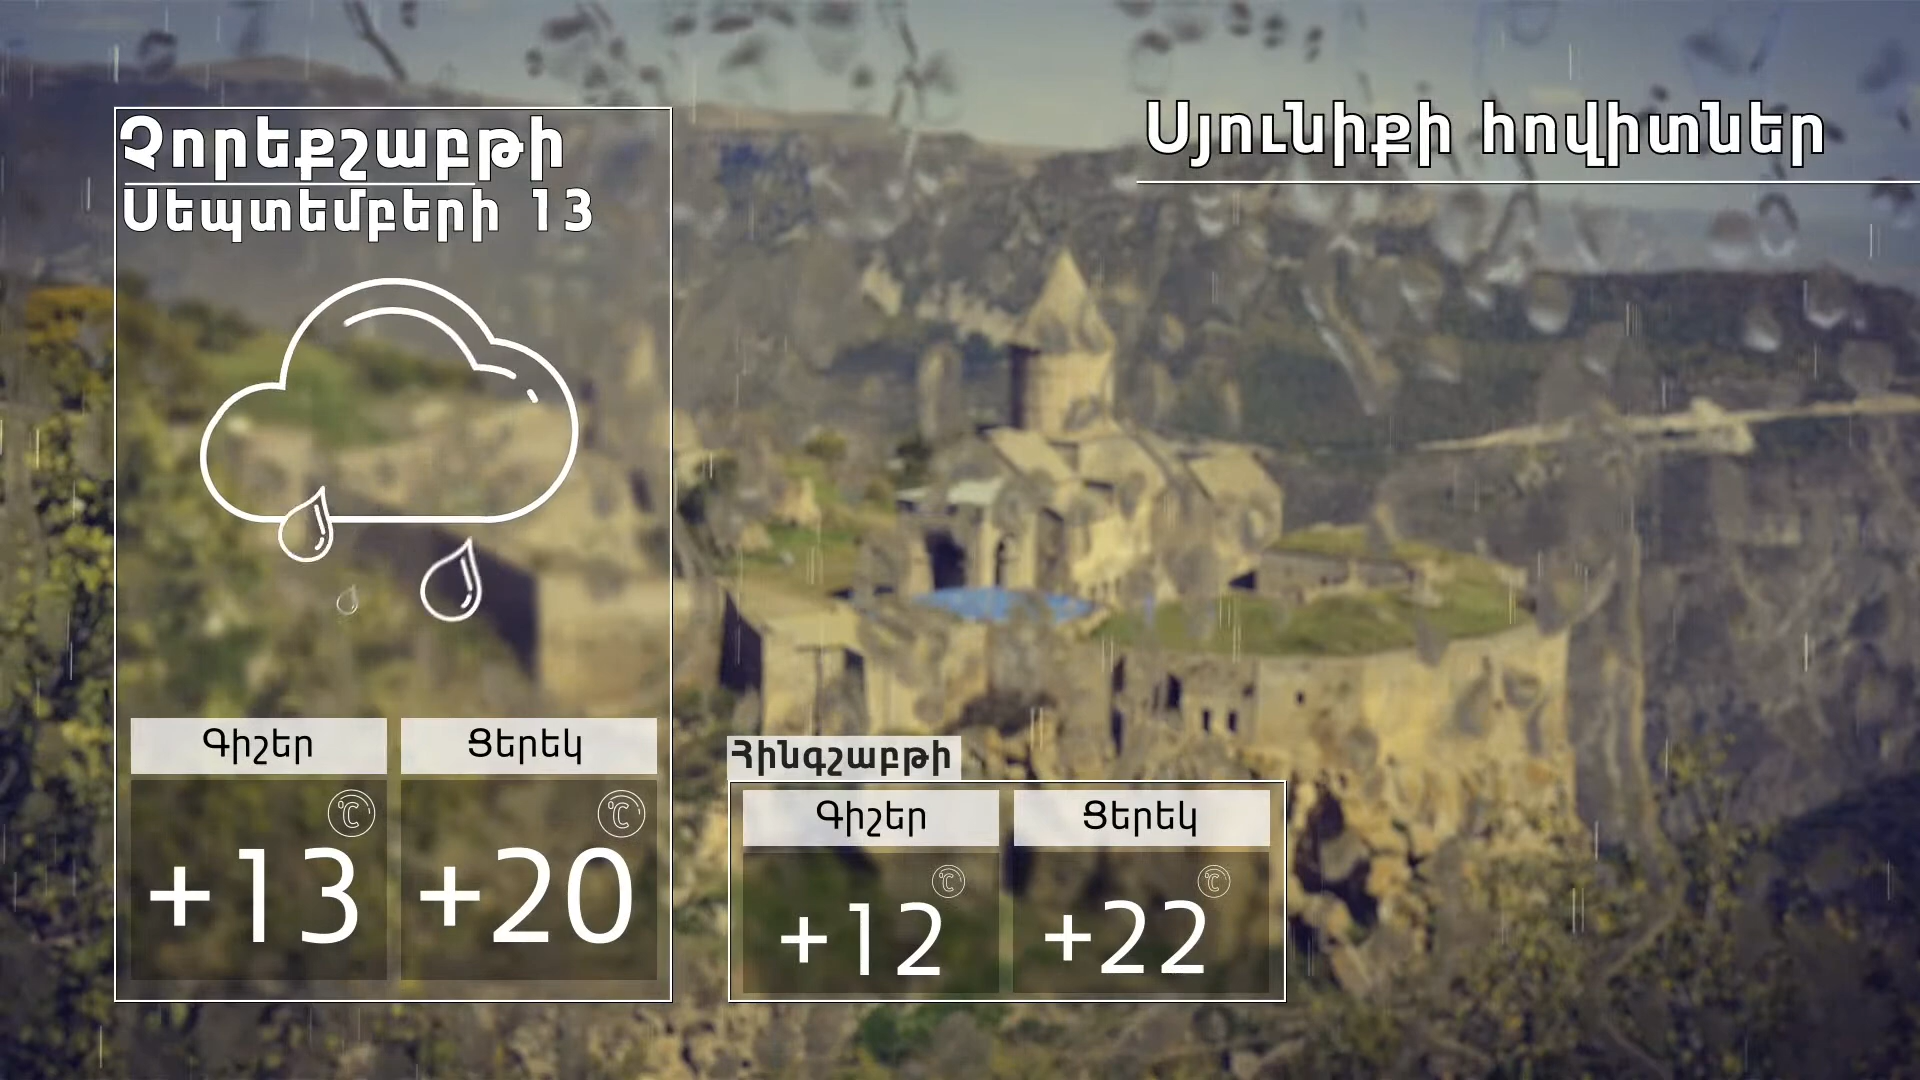 Սյունիքի հովիտներ
Չորեքշաբթի
Սեպտեմբերի 13
Գիշեր Ցերեկ
°C °C
+13 +20
Հինգշաբթի
Գիշեր Ցերեկ
°C °C
+12 +22